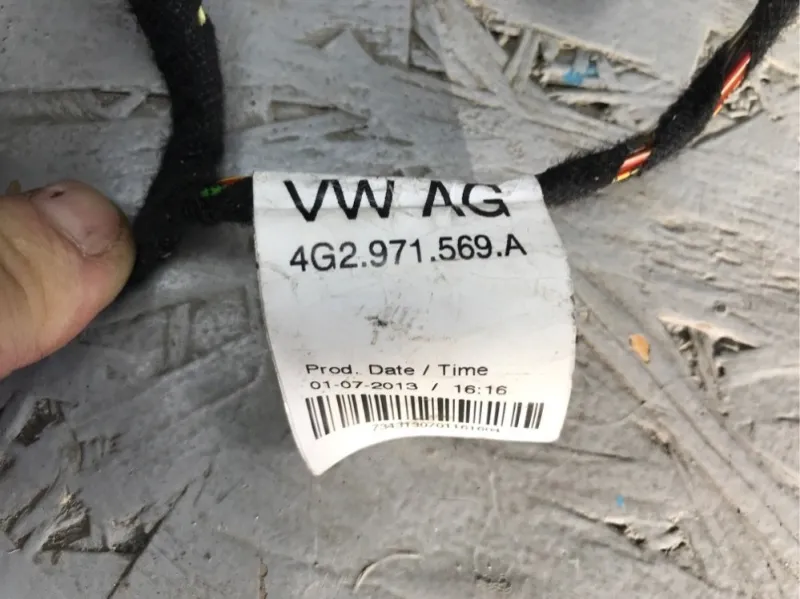 VW AG
4G2.971.569.A
Prod. Date / Time
01-07-2013 / 16:16